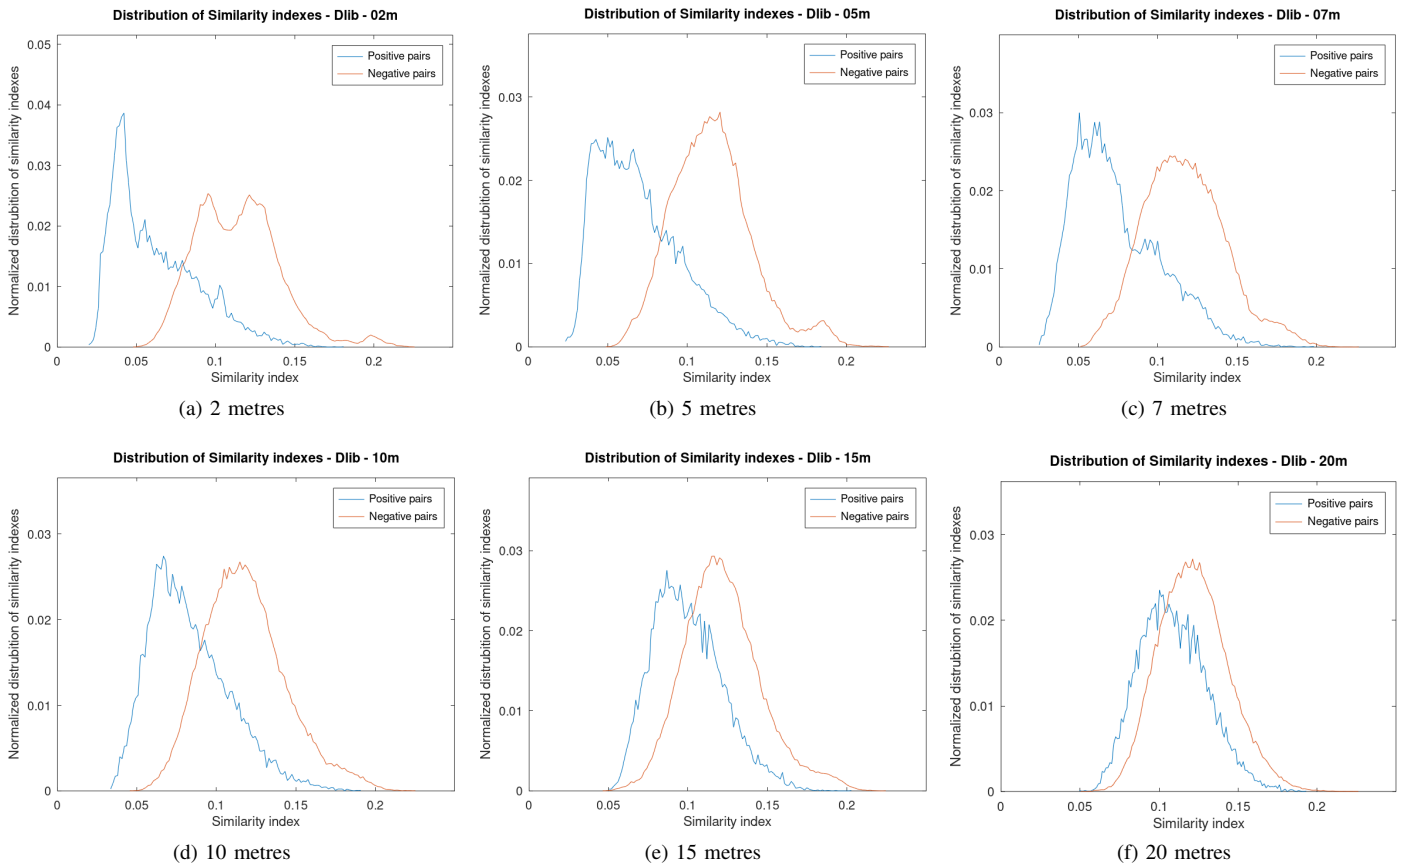 Distribution of Similarity indexes - Dlib - 02m
Normalized distrubition of similarity indexes
0.05
0.04
0.03
0.02
0.01
0
Positive pairs
Negative pairs
0 0.05 0.1 0.15 0.2
Similarity index
(a) 2 metres
Distribution of Similarity indexes - Dlib - 05m
Normalized distrubition of similarity indexes
0.03
0.02
0.01
0
Positive pairs
Negative pairs
0 0.05 0.1 0.15 0.2
Similarity index
(b) 5 metres
Distribution of Similarity indexes - Dlib - 07m
Normalized distrubition of similarity indexes
0.03
0.02
0.01
0
Positive pairs
Negative pairs
0 0.05 0.1 0.15 0.2
Similarity index
(c) 7 metres
Distribution of Similarity indexes - Dlib - 10m
Normalized distrubition of similarity indexes
0.03
0.02
0.01
0
Positive pairs
Negative pairs
0 0.05 0.1 0.15 0.2
Similarity index
(d) 10 metres
Distribution of Similarity indexes - Dlib - 15m
Normalized distrubition of similarity indexes
0.03
0.02
0.01
0
Positive pairs
Negative pairs
0 0.05 0.1 0.15 0.2
Similarity index
(e) 15 metres
Distribution of Similarity indexes - Dlib - 20m
Normalized distrubition of similarity indexes
0.03
0.02
0.01
0
Positive pairs
Negative pairs
0 0.05 0.1 0.15 0.2
Similarity index
(f) 20 metres